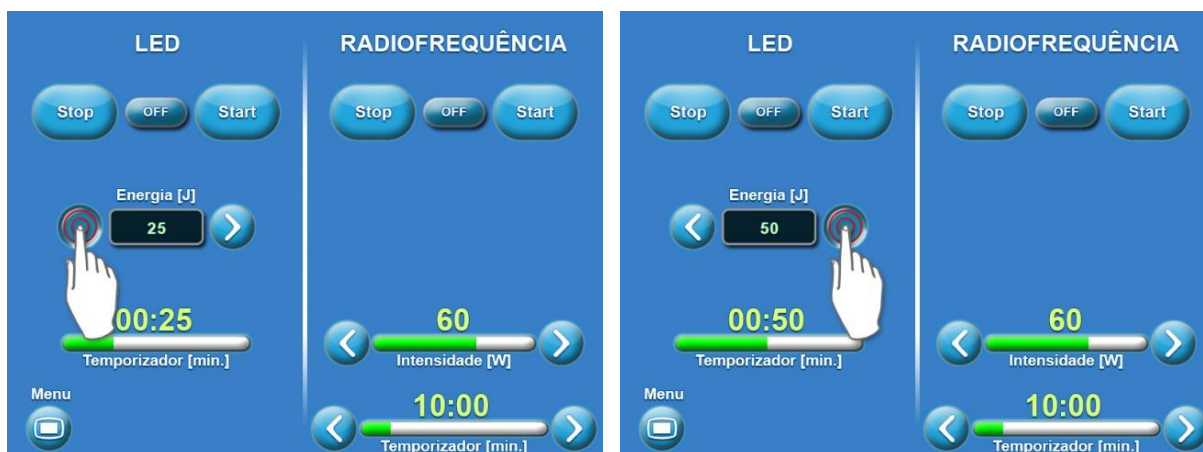 LED
RADIOFREQUÊNCIA
Stop
OFF
Start
Stop
OFF
Start
Energia [J]
25
00:25
Temporizador [min.]
60
Intensidade [W]
Menu
10:00
Temporizador [min.]
LED
RADIOFREQUÊNCIA
Stop
OFF
Start
Stop
OFF
Start
Energia [J]
50
00:50
Temporizador [min.]
60
Intensidade [W]
Menu
10:00
Temporizador [min.]